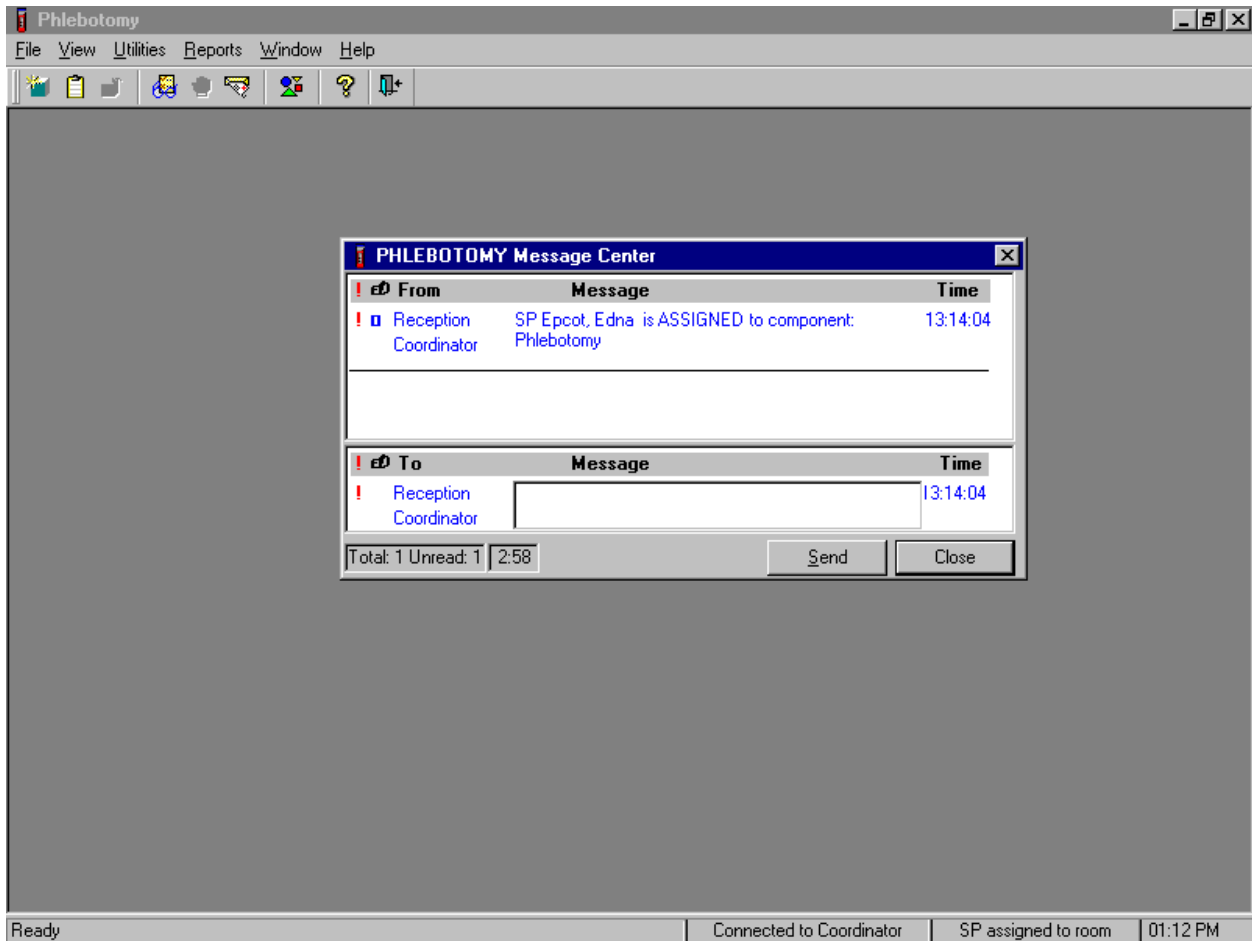 Phlebotomy
File View Utilities Reports Window Help
PHLEBOTOMY Message Center
! From Message Time
! Reception SP Epcot, Edna is ASSIGNED to component: 13:14:04
Coordinator Phlebotomy
! To Message Time
! Reception 13:14:04
Coordinator
Total: 1 Unread: 1 2:58 Send Close
Ready Connected to Coordinator SP assigned to room 01:12 PM